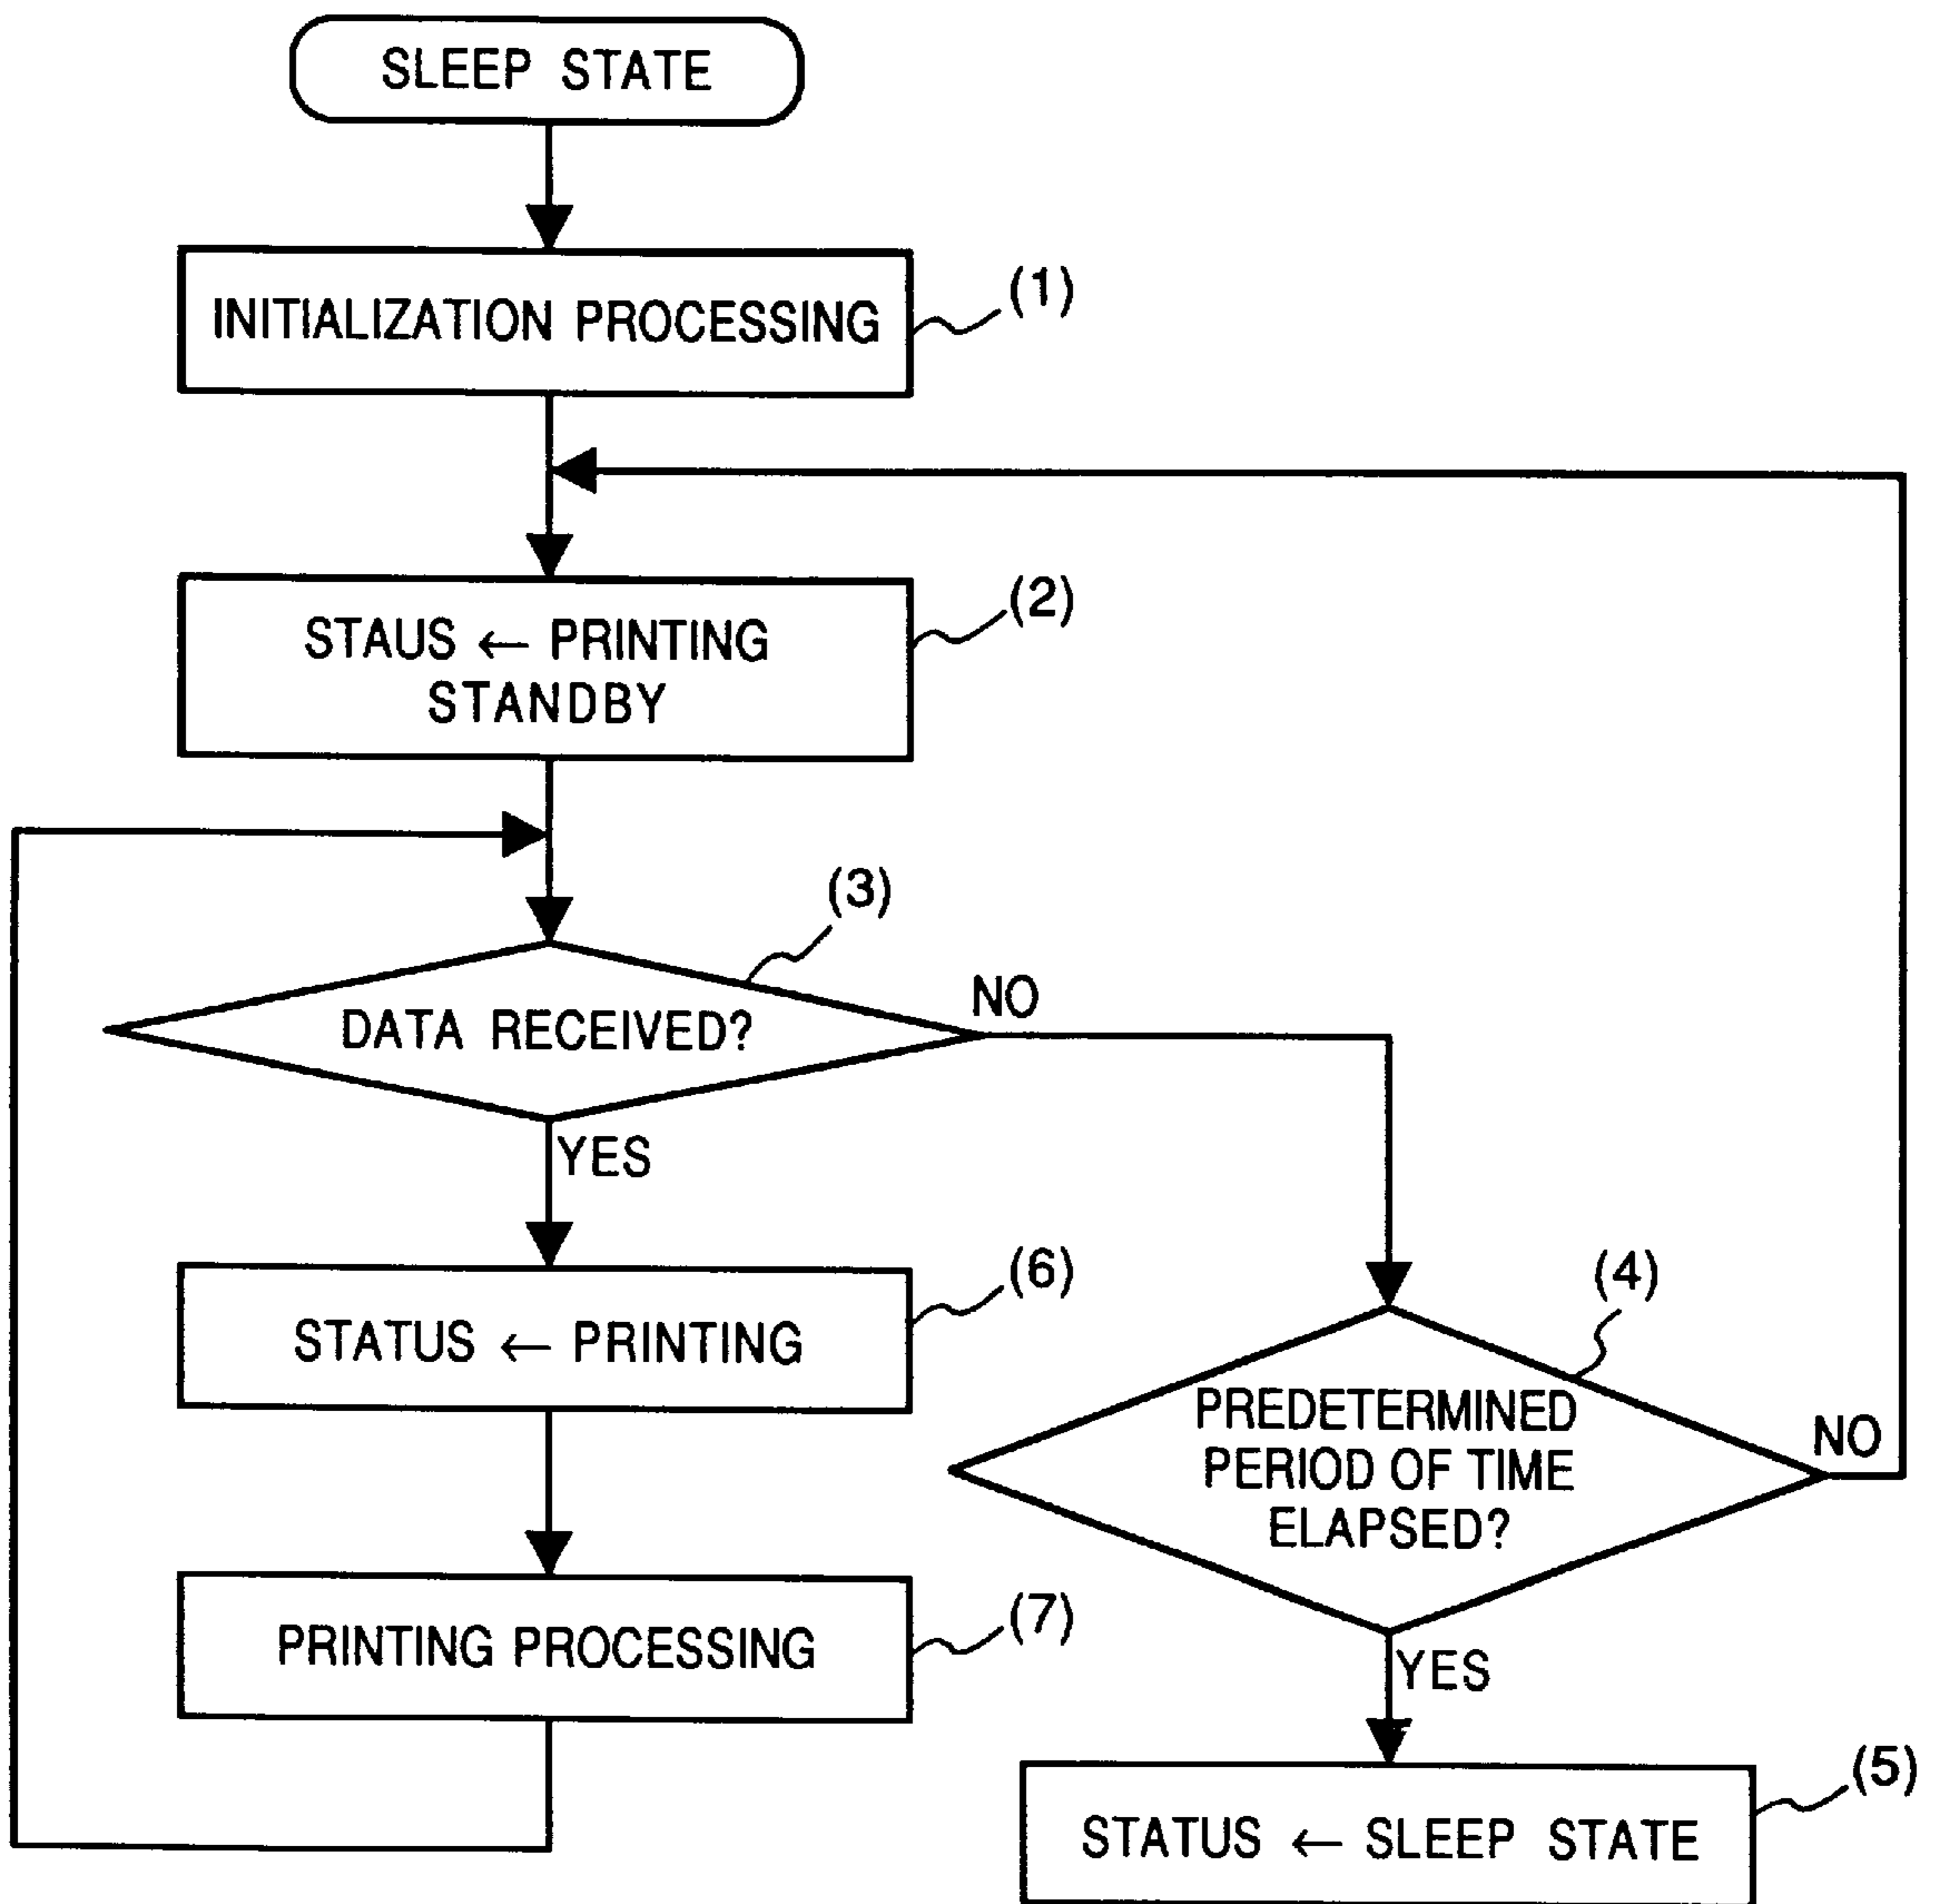 SLEEP STATE
INITIALIZATION PROCESSING
(1)
STAUS ← PRINTING
STANDBY
(2)
(3)
DATA RECEIVED?
NO
YES
STATUS ← PRINTING
(6)
(4)
PREDETERMINED
PERIOD OF TIME
ELAPSED?
NO
PRINTING PROCESSING
(7)
YES
STATUS ← SLEEP STATE
(5)